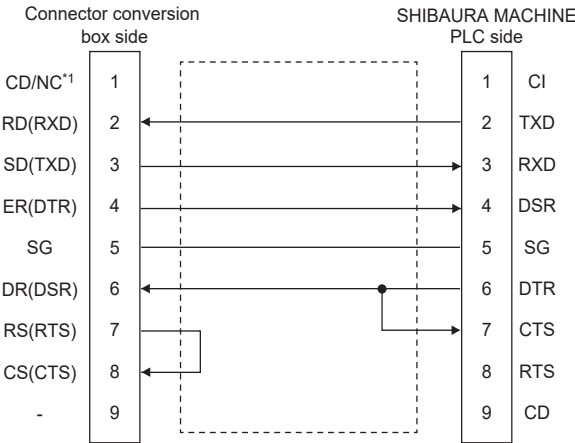 Connector conversion box side
SHIBAURA MACHINE PLC side
CD/NC*1 1 1 CI
RD(RXD) 2 2 TXD
SD(TXD) 3 3 RXD
ER(DTR) 4 4 DSR
SG 5 5 SG
DR(DSR) 6 6 DTR
RS(RTS) 7 7 CTS
CS(CTS) 8 8 RTS
- 9 9 CD